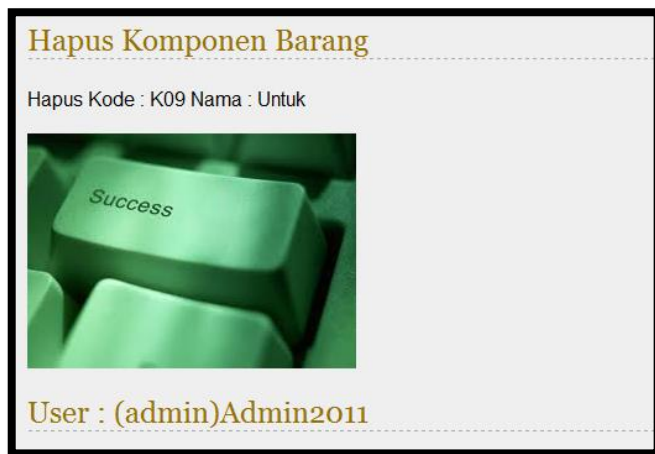 Hapus Komponen Barang
Hapus Kode : K09 Nama : Untuk
Success
User : (admin)Admin2011